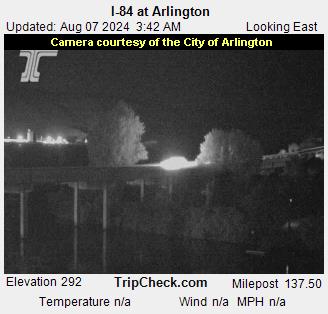 I-84 at Arlington
Updated: Aug 07 2024 3:42 AM Looking East
Camera courtesy of the City of Arlington
Elevation 292 TripCheck.com Milepost 137.50
Temperature n/a Wind n/a MPH n/a